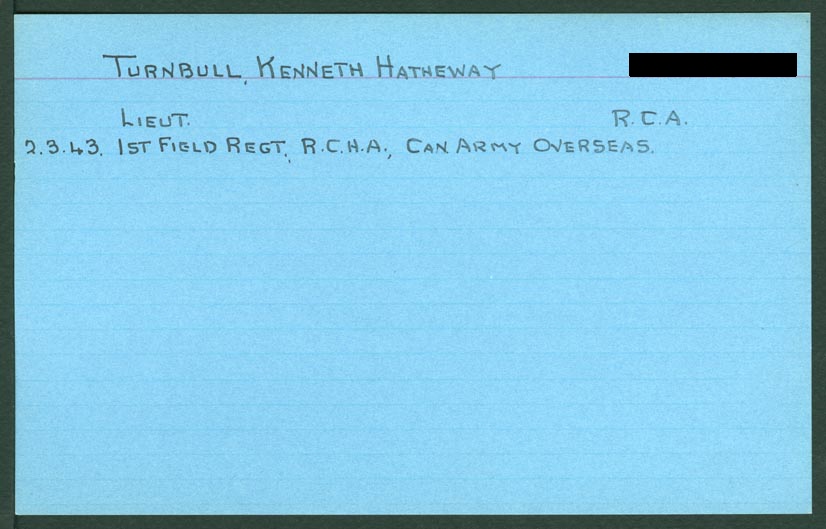 TURNBULL, KENNETH HATHEWAY
LIEUT. R.C.A.
2.3.43. 1ST FIELD REGT., R.C.H.A., CAN ARMY OVERSEAS.